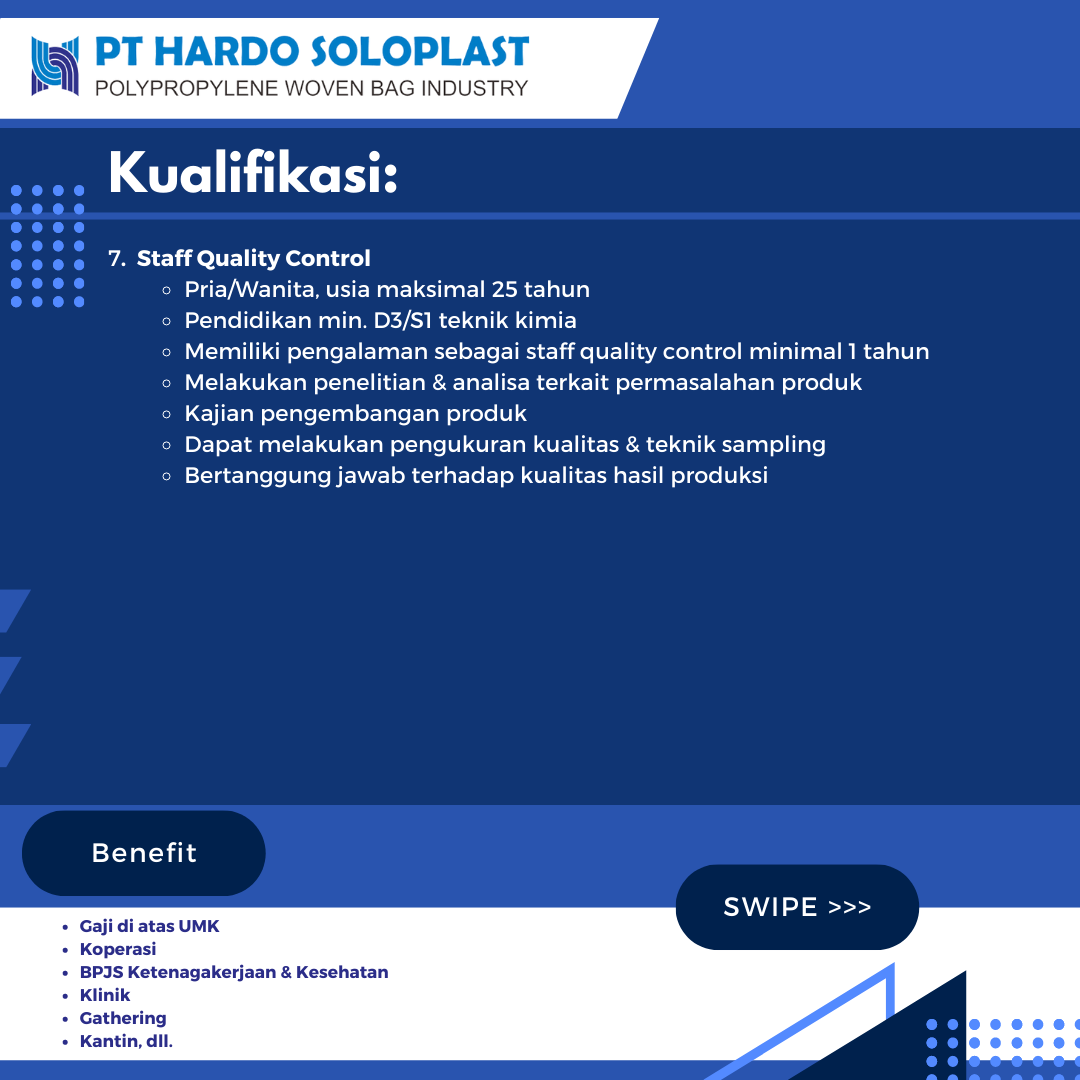 PT HARDO SOLOPLAST
POLYPROPYLENE WOVEN BAG INDUSTRY
Kualifikasi:
7. Staff Quality Control
Pria/Wanita, usia maksimal 25 tahun
Pendidikan min. D3/S1 teknik kimia
Memiliki pengalaman sebagai staff quality control minimal 1 tahun
Melakukan penelitian & analisa terkait permasalahan produk
Kajian pengembangan produk
Dapat melakukan pengukuran kualitas & teknik sampling
Bertanggung jawab terhadap kualitas hasil produksi
Benefit
SWIPE >>>
Gaji di atas UMK
Koperasi
BPJS Ketenagakerjaan & Kesehatan
Klinik
Gathering
Kantin, dll.